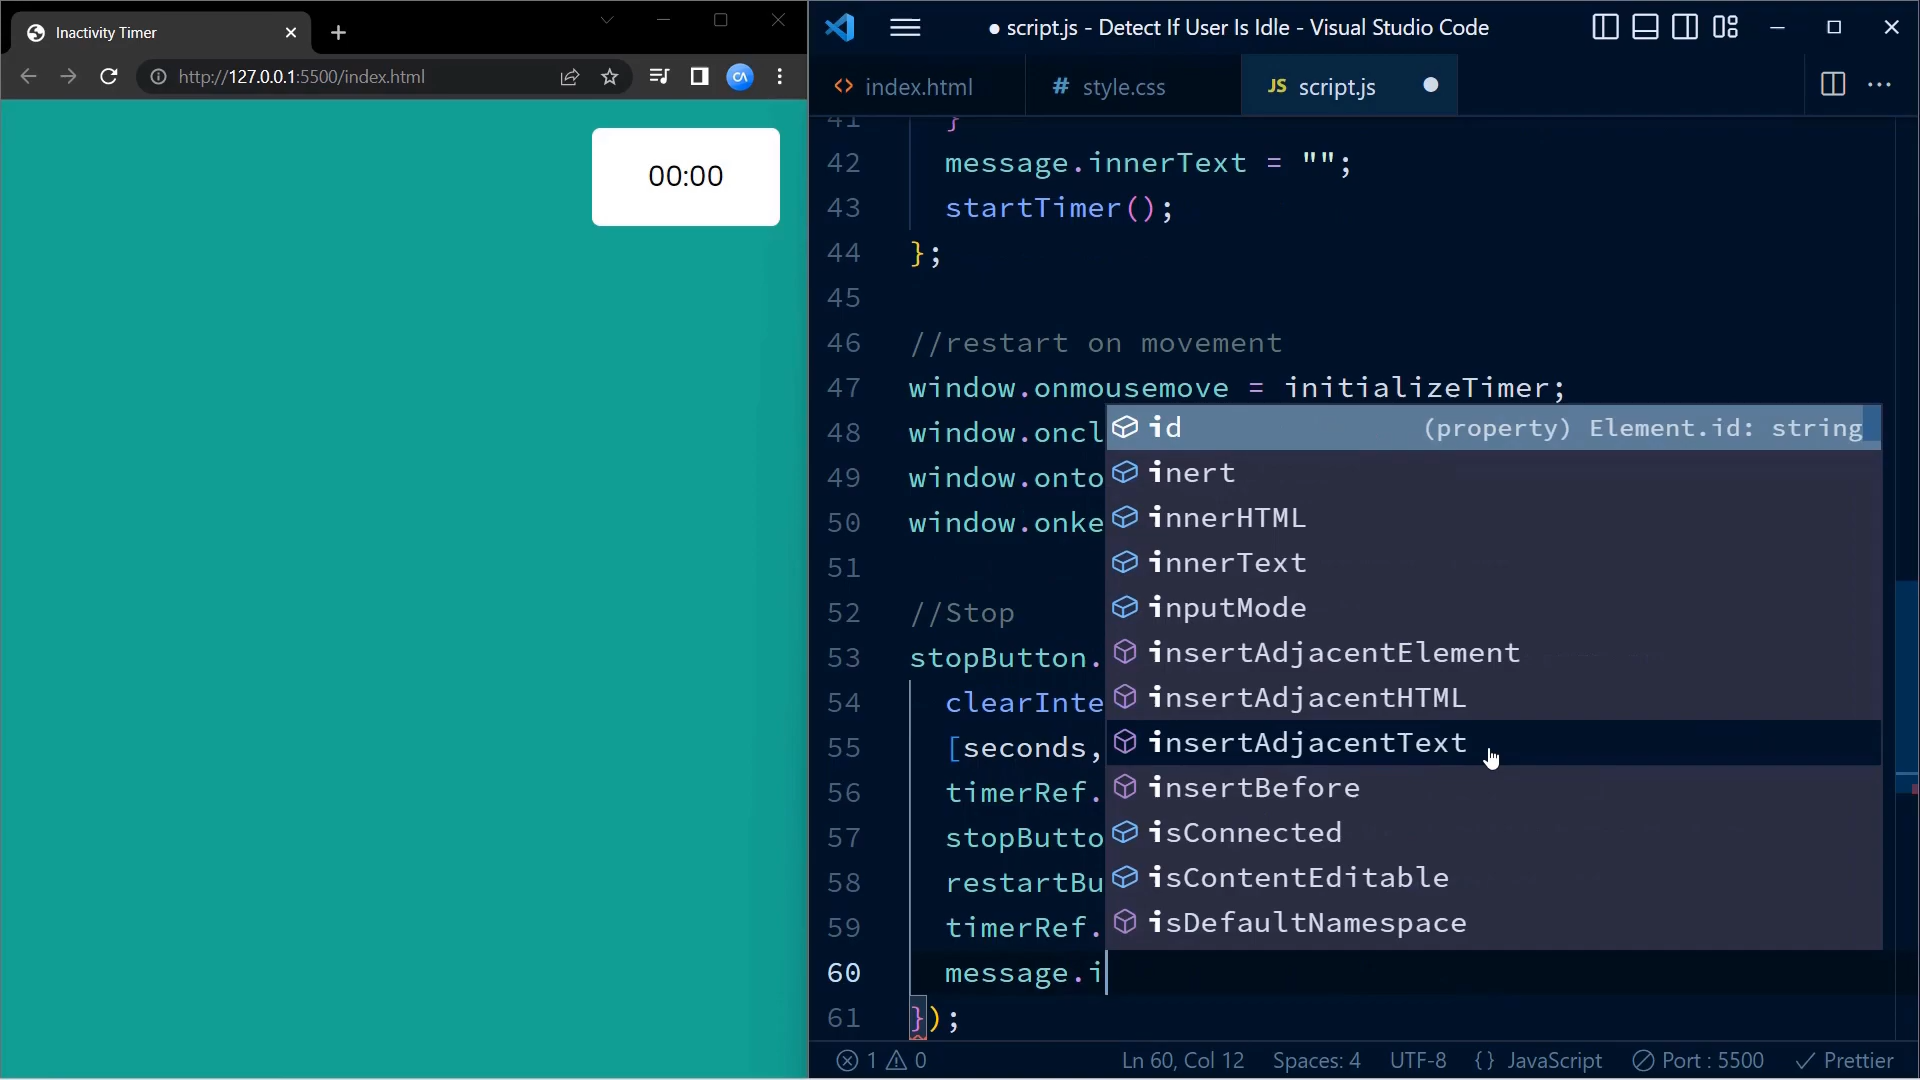 Inactivity Timer
http://127.0.0.1:5500/index.html
CA
00:00
● script.js - Detect If User Is Idle - Visual Studio Code
<> index.html
# style.css
JS script.js
41 }
42 message.innerText = "";
43 startTimer();
44 };
45
46 //restart on movement
47 window.onmousemove = initializeTimer;
48 window.oncl
49 window.onto
50 window.onke
51
52 //Stop
53 stopButton.
54 clearInte
55 [seconds,
56 timerRef.
57 stopButto
58 restartBu
59 timerRef.
60 message.i
61 });
id (property) Element.id: string
inert
innerHTML
innerText
inputMode
insertAdjacentElement
insertAdjacentHTML
insertAdjacentText
insertBefore
isConnected
isContentEditable
isDefaultNamespace
1 0 Ln 60, Col 12 Spaces: 4 UTF-8 {} JavaScript Port : 5500 Prettier